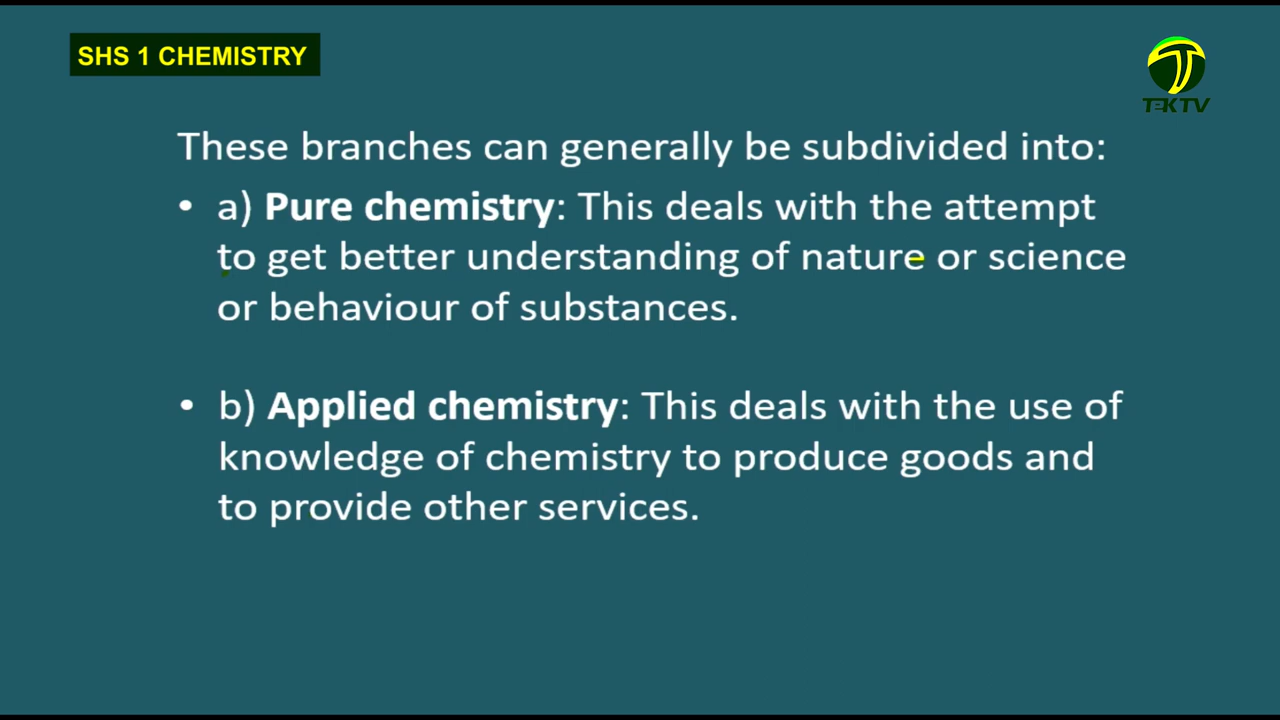 SHS 1 CHEMISTRY
TEKTV
These branches can generally be subdivided into:
• a) Pure chemistry: This deals with the attempt
to get better understanding of nature or science
or behaviour of substances.
• b) Applied chemistry: This deals with the use of
knowledge of chemistry to produce goods and
to provide other services.